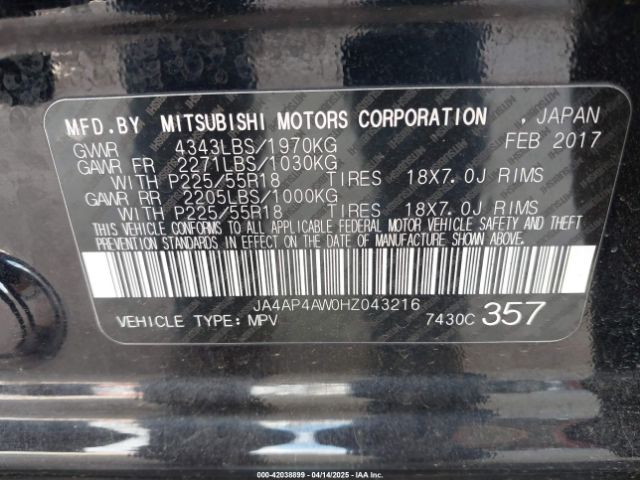 MFD.BY MITSUBISHI MOTORS CORPORATION , JAPAN
GVWR 4343LBS/1970KG FEB 2017
GAWR FR 2271LBS/1030KG
WITH P225/55R18 TIRES 18X7.0J RIMS
GAWR RR 2205LBS/1000KG
WITH P225/55R18 TIRES 18X7.0J RIMS
THIS VEHICLE CONFORMS TO ALL APPLICABLE FEDERAL MOTOR VEHICLE SAFETY AND THEFT
PREVENTION STANDARDS IN EFFECT ON THE DATE OF MANUFACTURE SHOWN ABOVE.
JA4AP4AW0HZ043216
VEHICLE TYPE: MPV 7430C 357
000-42038899 - 04/14/2025 - IAA, Inc.